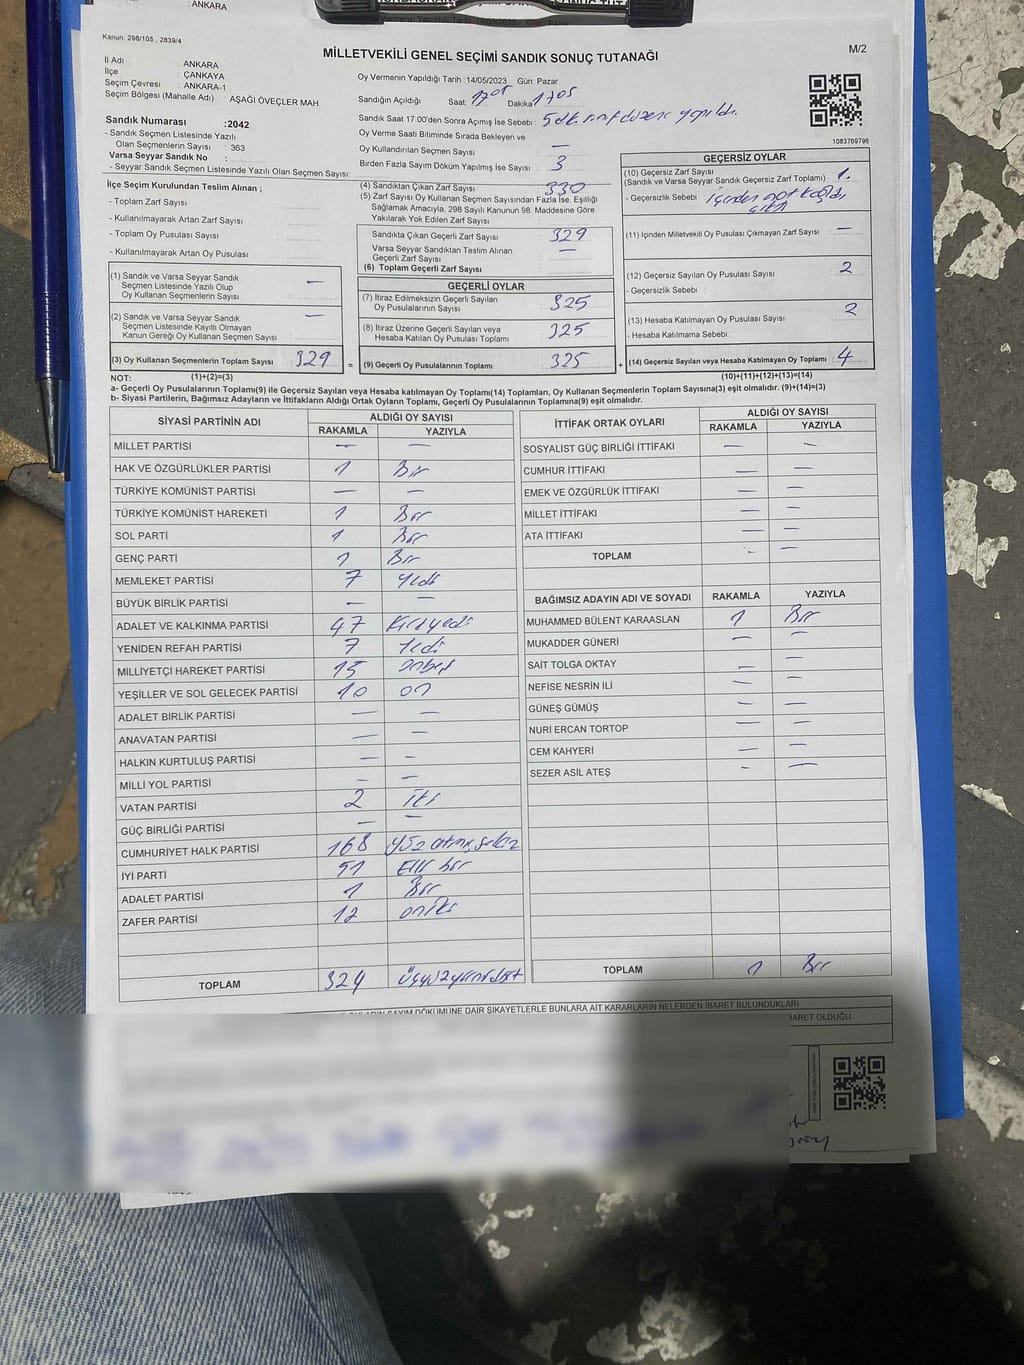 : ANKARA
Kanun: 298/105 , 2839/4
MİLLETVEKİLİ GENEL SEÇİMİ SANDIK SONUÇ TUTANAĞI
M/2
İl Adı : ANKARA
İlçe : ÇANKAYA
Seçim Çevresi : ANKARA-1
Seçim Bölgesi (Mahalle Adı) : AŞAĞI ÖVEÇLER MAH.
Sandık Numarası :2042
- Sandık Seçmen Listesinde Yazılı
Olan Seçmenlerin Sayısı : 363
Varsa Seyyar Sandık No :
- Seyyar Sandık Seçmen Listesinde Yazılı Olan Seçmen Sayısı:
Oy Vermenin Yapıldığı Tarih :14/05/2023 Gün: Pazar
Sandığın Açıldığı Saat: 17 05 Dakika: 17 05
Sandık Saat 17.00'den Sonra Açımış İse Sebebi : 5 dk. sınıf düzeni yapıldı.
Oy Verme Saati Bitiminde Sırada Bekleyen ve
Oy Kullandırılan Seçmen Sayısı : —
Birden Fazla Sayım Döküm Yapılmış İse Sayısı : 3
1083769796
İlçe Seçim Kurulundan Teslim Alınan ;
- Toplam Zarf Sayısı :
- Kullanılmayarak Artan Zarf Sayısı :
- Toplam Oy Pusulası Sayısı :
- Kullanılmayarak Artan Oy Pusulası :
(4) Sandıktan Çıkan Zarf Sayısı : 330
(5) Zarf Sayısı Oy Kullanan Seçmen Sayısından Fazla İse, Eşitliği
Sağlamak Amacıyla, 298 Sayılı Kanunun 98. Maddesine Göre
Yakılarak Yok Edilen Zarf Sayısı :
Sandıkta Çıkan Geçerli Zarf Sayısı : 329
Varsa Seyyar Sandıktan Teslim Alınan
Geçerli Zarf Sayısı : —
(6) Toplam Geçerli Zarf Sayısı :
GEÇERSİZ OYLAR
(10) Geçersiz Zarf Sayısı
(Sandık ve Varsa Seyyar Sandık Geçersiz Zarf Toplamı) : 1.
- Geçersizlik Sebebi : içinden not kağıdı
çıktı
(11) İçinden Milletvekili Oy Pusulası Çıkmayan Zarf Sayısı : —
(12) Geçersiz Sayılan Oy Pusulası Sayısı : 2
- Geçersizlik Sebebi :
(13) Hesaba Katılmayan Oy Pusulası Sayısı : 2
- Hesaba Katılmama Sebebi :
(14) Geçersiz Sayılan veya Hesaba Katılmayan Oy Toplamı : 4
(10)+(11)+(12)+(13)=(14)
(1) Sandık ve Varsa Seyyar Sandık
Seçmen Listesinde Yazılı Olup
Oy Kullanan Seçmenlerin Sayısı : —
(2) Sandık ve Varsa Seyyar Sandık
Seçmen Listesinde Kayıtlı Olmayan
Kanun Gereği Oy Kullanan Seçmen Sayısı : —
(3) Oy Kullanan Seçmenlerin Toplam Sayısı : 329 =
GEÇERLİ OYLAR
(7) İtiraz Edilmeksizin Geçerli Sayılan
Oy Pusulalarının Sayısı : 325
(8) İtiraz Üzerine Geçerli Sayılan veya
Hesaba Katılan Oy Pusulası Toplamı : 325
(9) Geçerli Oy Pusulalarının Toplamı : 325 +
NOT: (1)+(2)=(3)
a- Geçerli Oy Pusulalarının Toplamı(9) ile Geçersiz Sayılan veya Hesaba katılmayan Oy Toplamı(14) Toplamları, Oy Kullanan Seçmenlerin Toplam Sayısına(3) eşit olmalıdır. (9)+(14)=(3)
b- Siyasi Partilerin, Bağımsız Adayların ve İttifakların Aldığı Ortak Oyların Toplamı, Geçerli Oy Pusulalarının Toplamına(9) eşit olmalıdır.
SİYASİ PARTİNİN ADI ALDIĞI OY SAYISI
RAKAMLA YAZIYLA
MİLLET PARTİSİ — —
HAK VE ÖZGÜRLÜKLER PARTİSİ 1 Bir
TÜRKİYE KOMÜNİST PARTİSİ — —
TÜRKİYE KOMÜNİST HAREKETİ 1 Bir
SOL PARTİ 1 Bir
GENÇ PARTİ 1 Bir
MEMLEKET PARTİSİ 7 Yedi
BÜYÜK BİRLİK PARTİSİ — —
ADALET VE KALKINMA PARTİSİ 47 Kırkyedi
YENİDEN REFAH PARTİSİ 7 Yedi
MİLLİYETÇİ HAREKET PARTİSİ 15 onbeş
YEŞİLLER VE SOL GELECEK PARTİSİ 10 on
ADALET BİRLİK PARTİSİ — —
ANAVATAN PARTİSİ — —
HALKIN KURTULUŞ PARTİSİ — —
MİLLİ YOL PARTİSİ — —
VATAN PARTİSİ 2 iki
GÜÇ BİRLİĞİ PARTİSİ — —
CUMHURİYET HALK PARTİSİ 168 yüz altmış sekiz
İYİ PARTİ 51 Elli bir
ADALET PARTİSİ 1 Bir
ZAFER PARTİSİ 12 oniki
TOPLAM 324 Üçyüzyirmidört
İTTİFAK ORTAK OYLARI ALDIĞI OY SAYISI
RAKAMLA YAZIYLA
SOSYALİST GÜÇ BİRLİĞİ İTTİFAKI — —
CUMHUR İTTİFAKI — —
EMEK VE ÖZGÜRLÜK İTTİFAKI — —
MİLLET İTTİFAKI — —
ATA İTTİFAKI — —
TOPLAM - —
BAĞIMSIZ ADAYIN ADI VE SOYADI RAKAMLA YAZIYLA
MUHAMMED BÜLENT KARAASLAN 1 Bir
MUKADDER GÜNERİ — —
SAİT TOLGA OKTAY — —
NEFİSE NESRİN İLİ — —
GÜNEŞ GÜMÜŞ — —
NURİ ERCAN TORTOP — —
CEM KAHYERİ — —
SEZER ASİL ATEŞ - —
TOPLAM 1 Bir
SAYIM DÖKÜMÜNE DAİR ŞİKAYETLERLE BUNLARA AİT KARARLARIN NELERDEN İBARET BULUNDUKLARI
İBARET OLDUĞU